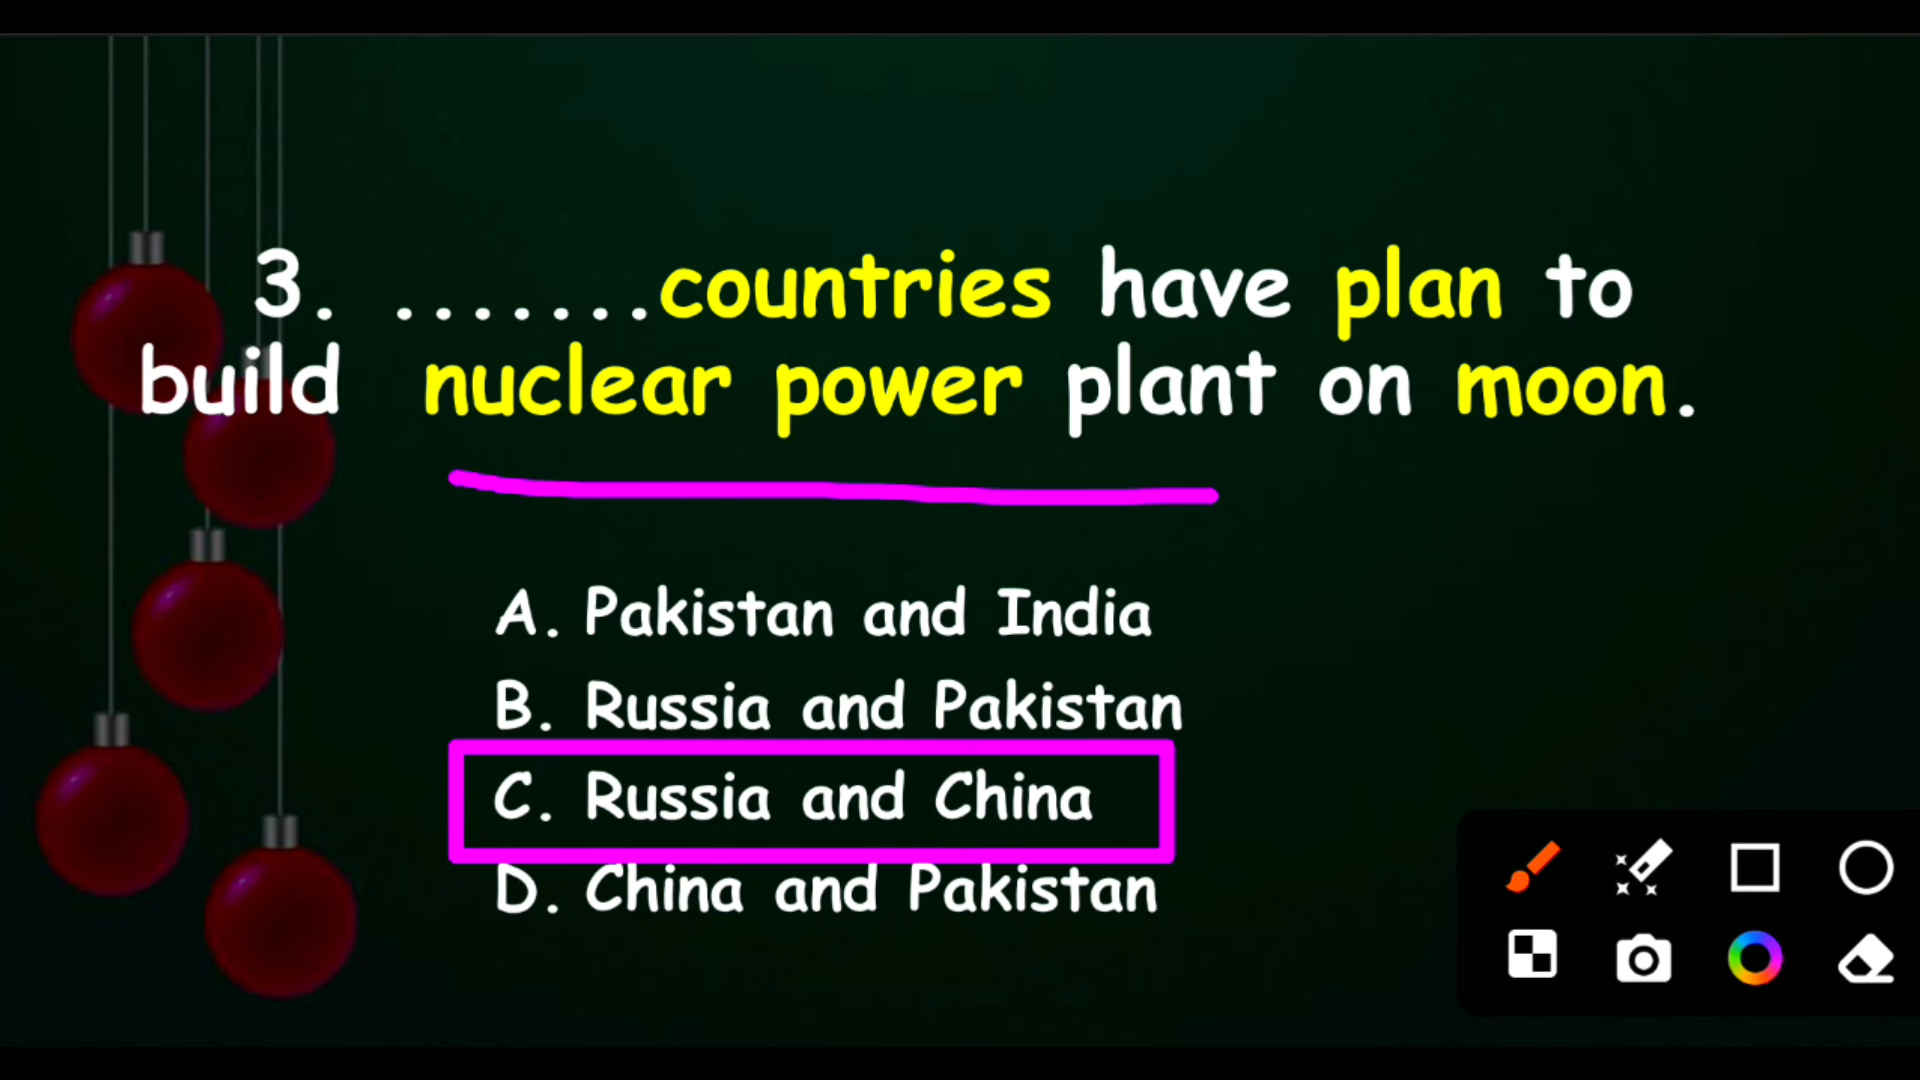 3. .......countries have plan to
build nuclear power plant on moon.
A. Pakistan and India
B. Russia and Pakistan
C. Russia and China
D. China and Pakistan